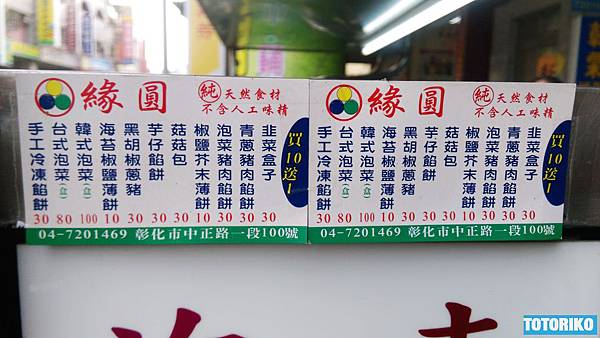 緣圓
純天然食材
不含人工味精
買10送1
韭菜盒子 30
青蔥豬肉餡餅 30
泡菜豬肉餡餅 30
椒鹽芥末薄餅 10
菇菇包 30
芋仔餡餅 30
黑胡椒蔥豬 30
海苔椒鹽薄餅 10
韓式泡菜(盒) 100
台式泡菜(盒) 80
手工冷凍餡餅 30
04-7201469 彰化市中正路一段100號
緣圓
純天然食材
不含人工味精
買10送1
韭菜盒子 30
青蔥豬肉餡餅 30
泡菜豬肉餡餅 30
椒鹽芥末薄餅 10
菇菇包 30
芋仔餡餅 30
黑胡椒蔥豬 30
海苔椒鹽薄餅 10
韓式泡菜(盒) 100
台式泡菜(盒) 80
手工冷凍餡餅 30
04-7201469 彰化市中正路一段100號
TOTORIKO